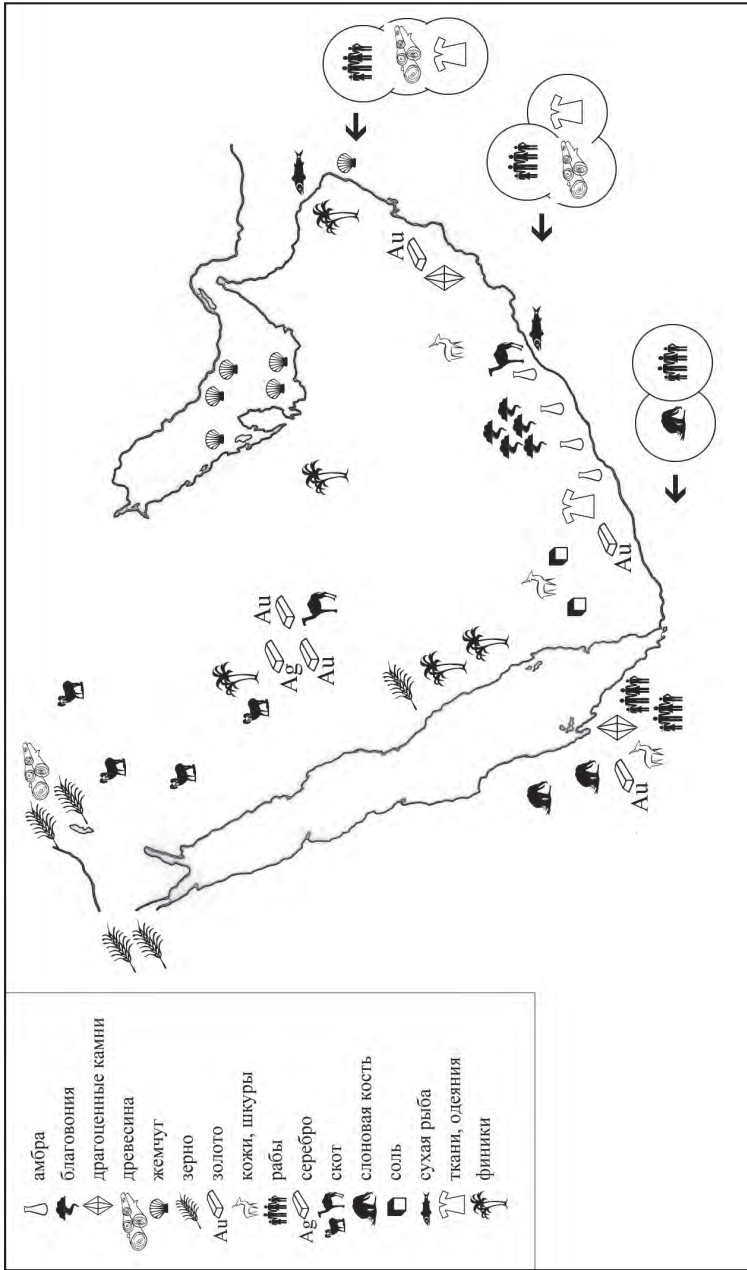 амбра
благовония
драгоценные камни
древесина
жемчуг
зерно
Au золото
кожи, шкуры
рабы
Ag серебро
скот
слоновая кость
соль
сухая рыба
ткани, одеяния
финики
Au
Ag
Au
Au
Au
Au